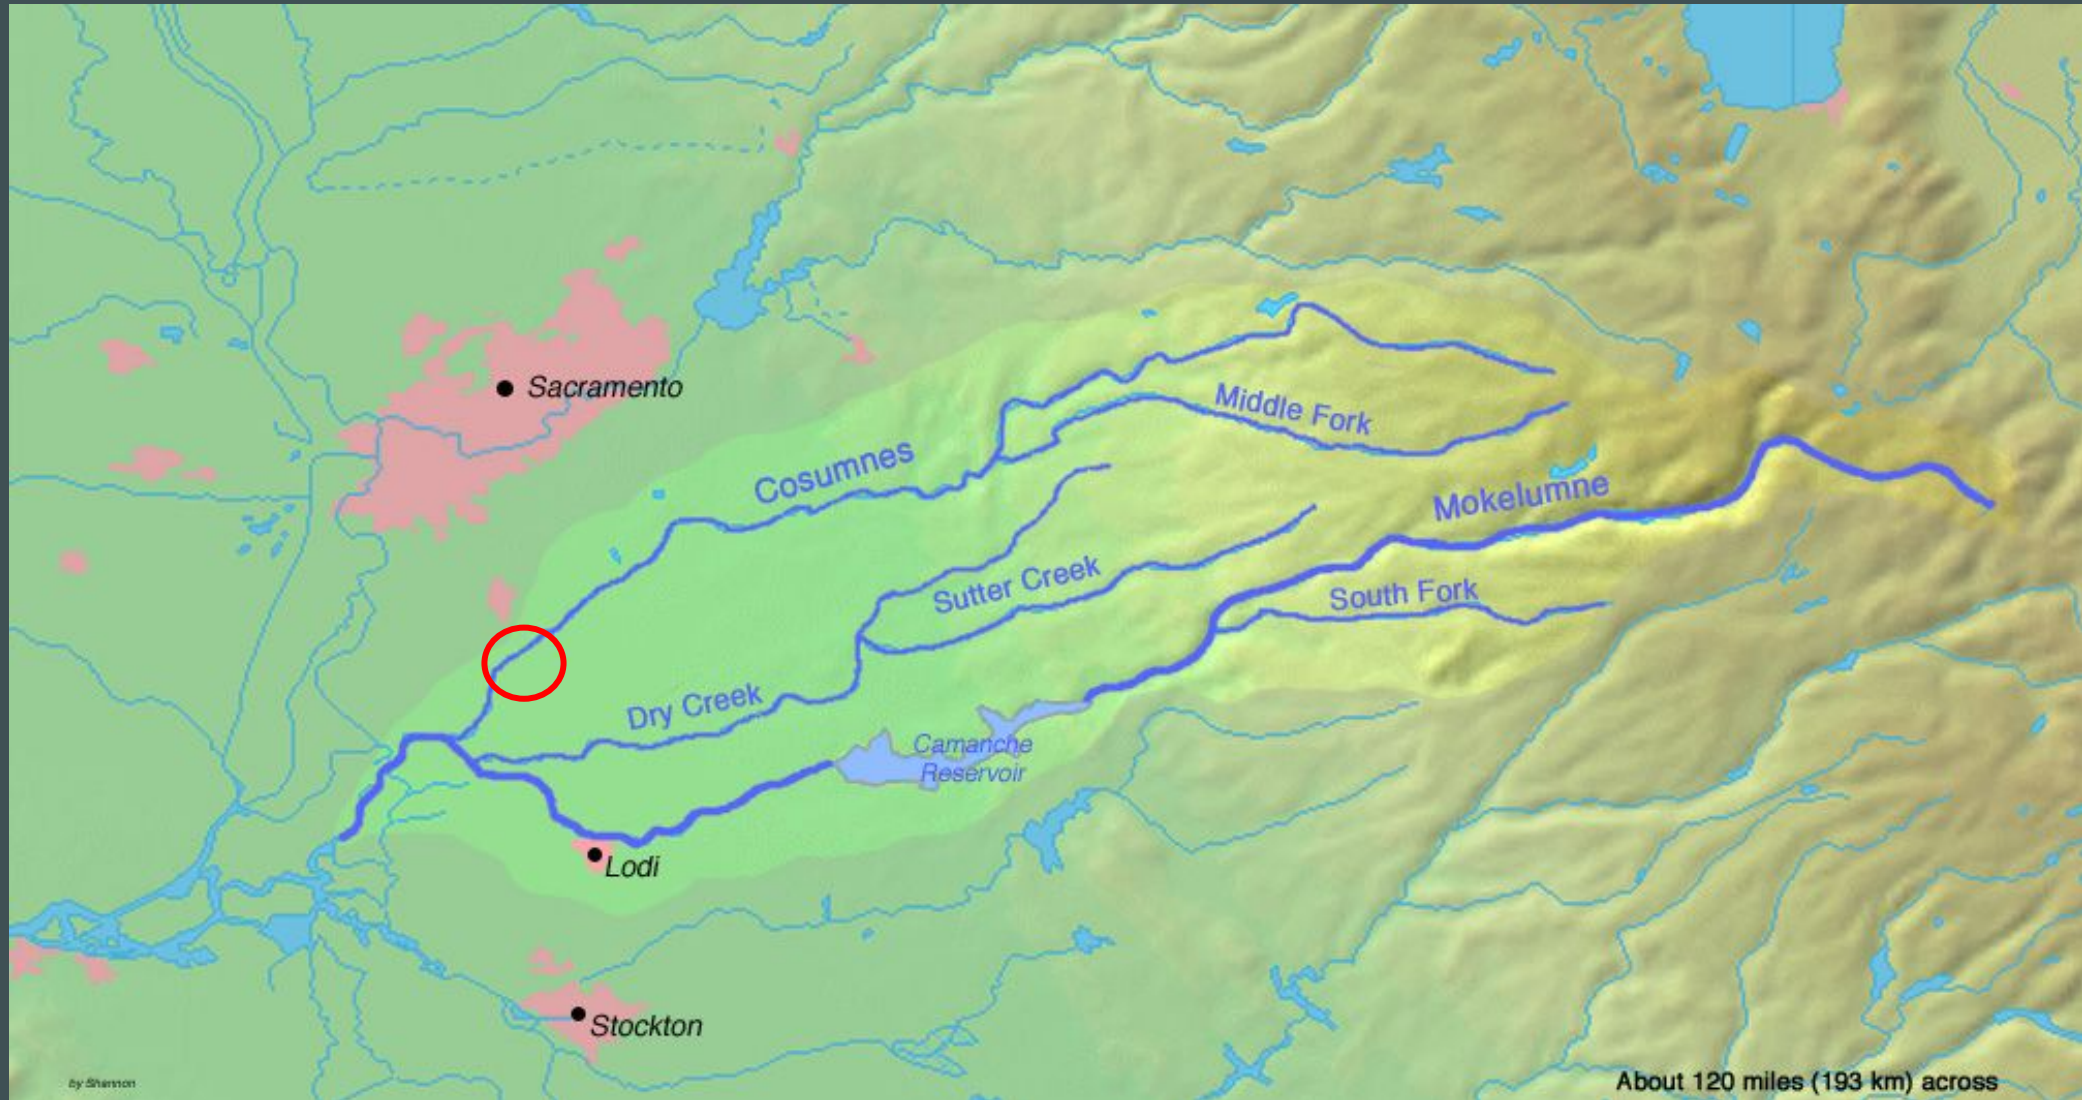 Sacramento
Middle Fork
Cosumnes
Mokelumne
Sutter Creek
South Fork
Dry Creek
Camanche
Reservoir
Lodi
Stockton
by Shannon
About 120 miles (193 km) across